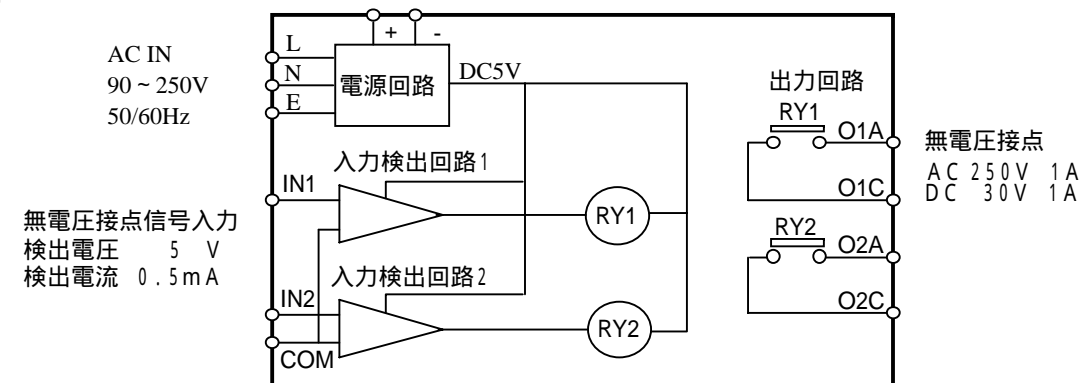 + -
AC IN
90 ~ 250V
50/60Hz
L
N
E
電源回路
DC5V
出力回路
RY1
O1A
O1C
無電圧接点
AC 250V 1A
DC 30V 1A
入力検出回路1
IN1
RY1
無電圧接点信号入力
検出電圧 5 V
検出電流 0.5mA
RY2
O2A
O2C
入力検出回路2
IN2
COM
RY2